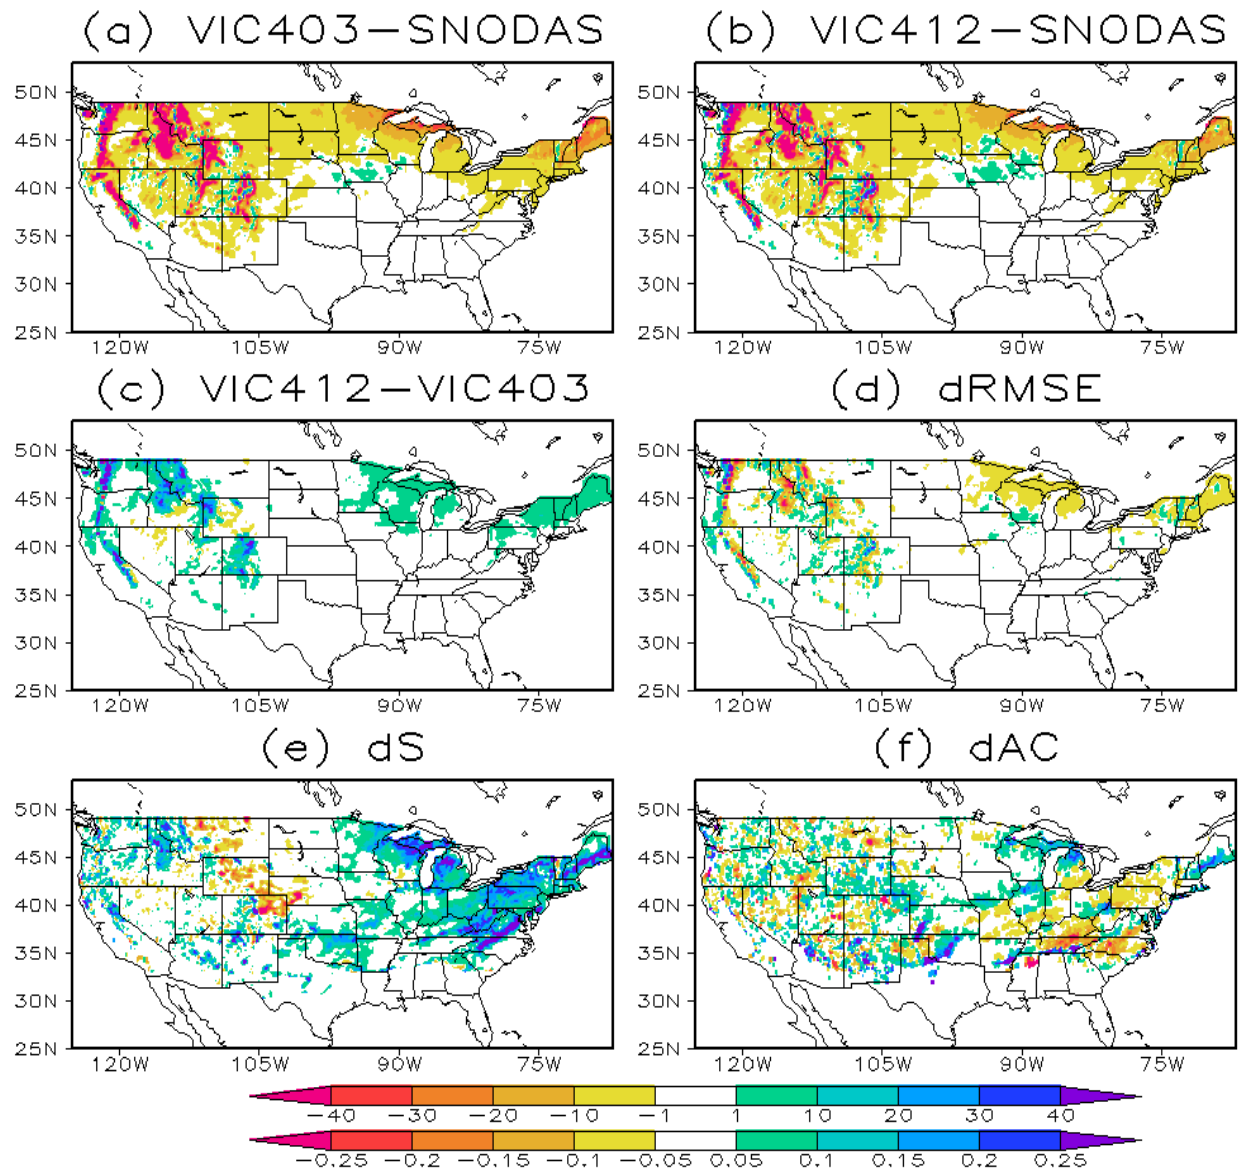 (a) VIC403−SNODAS
(b) VIC412−SNODAS
50N
45N
40N
35N
30N
25N
120W 105W 90W 75W
50N
45N
40N
35N
30N
25N
120W 105W 90W 75W
(c) VIC412−VIC403
(d) dRMSE
50N
45N
40N
35N
30N
25N
120W 105W 90W 75W
50N
45N
40N
35N
30N
25N
120W 105W 90W 75W
(e) dS
(f) dAC
50N
45N
40N
35N
30N
25N
120W 105W 90W 75W
50N
45N
40N
35N
30N
25N
120W 105W 90W 75W
−40 −30 −20 −10 −1 1 10 20 30 40
−0.25 −0.2 −0.15 −0.1 −0.05 0.05 0.1 0.15 0.2 0.25